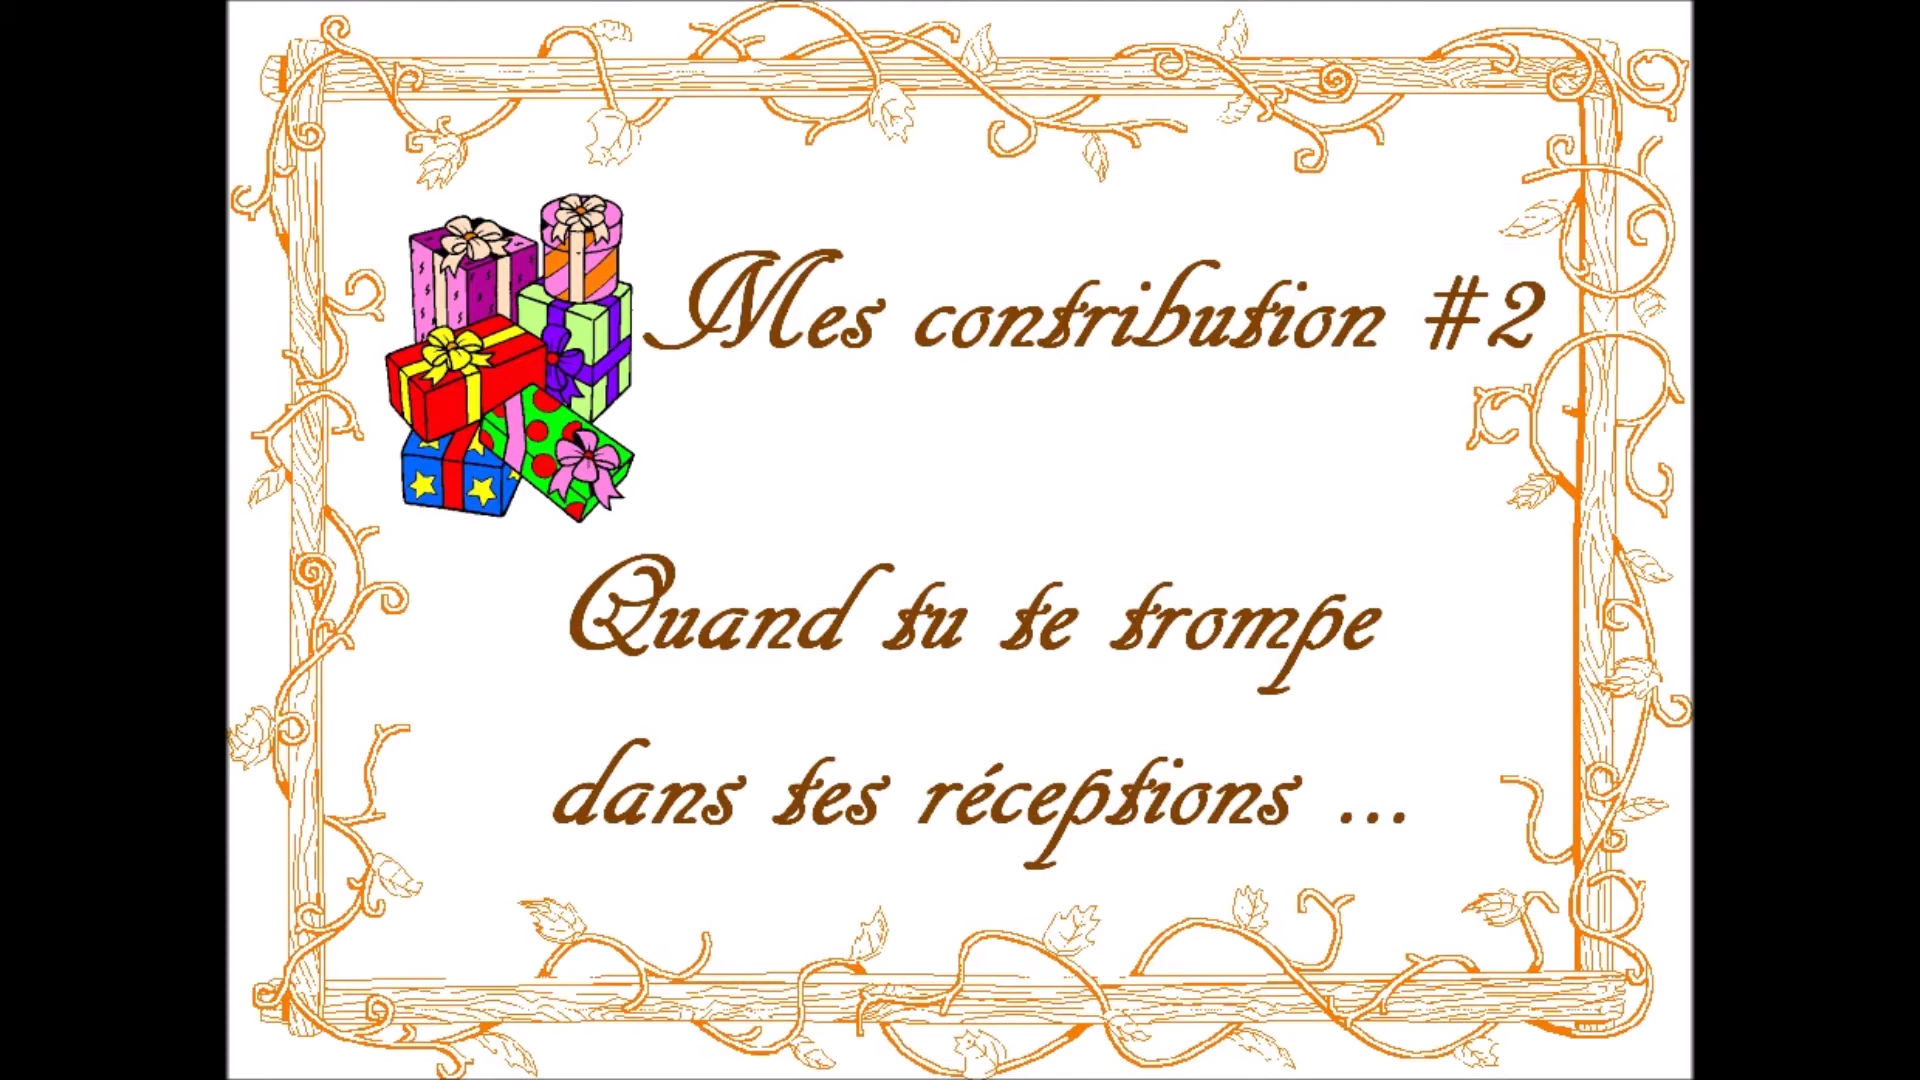 Mes contribution #2
Quand tu te trompe
dans tes réceptions ...